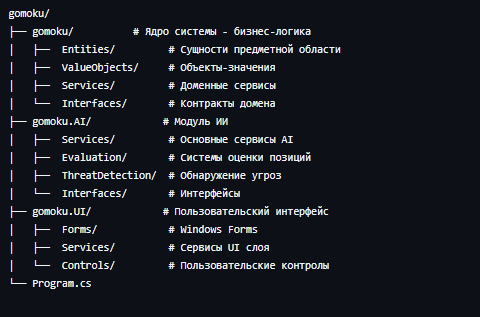 gomoku/
├── gomoku/          # Ядро системы - бизнес-логика
│   ├── Entities/         # Сущности предметной области
│   ├── ValueObjects/     # Объекты-значения
│   ├── Services/         # Доменные сервисы
│   └── Interfaces/       # Контракты домена
├── gomoku.AI/            # Модуль ИИ
│   ├── Services/         # Основные сервисы AI
│   ├── Evaluation/       # Системы оценки позиций
│   ├── ThreatDetection/  # Обнаружение угроз
│   └── Interfaces/       # Интерфейсы
├── gomoku.UI/            # Пользовательский интерфейс
│   ├── Forms/            # Windows Forms
│   ├── Services/         # Сервисы UI слоя
│   └── Controls/         # Пользовательские контролы
└── Program.cs